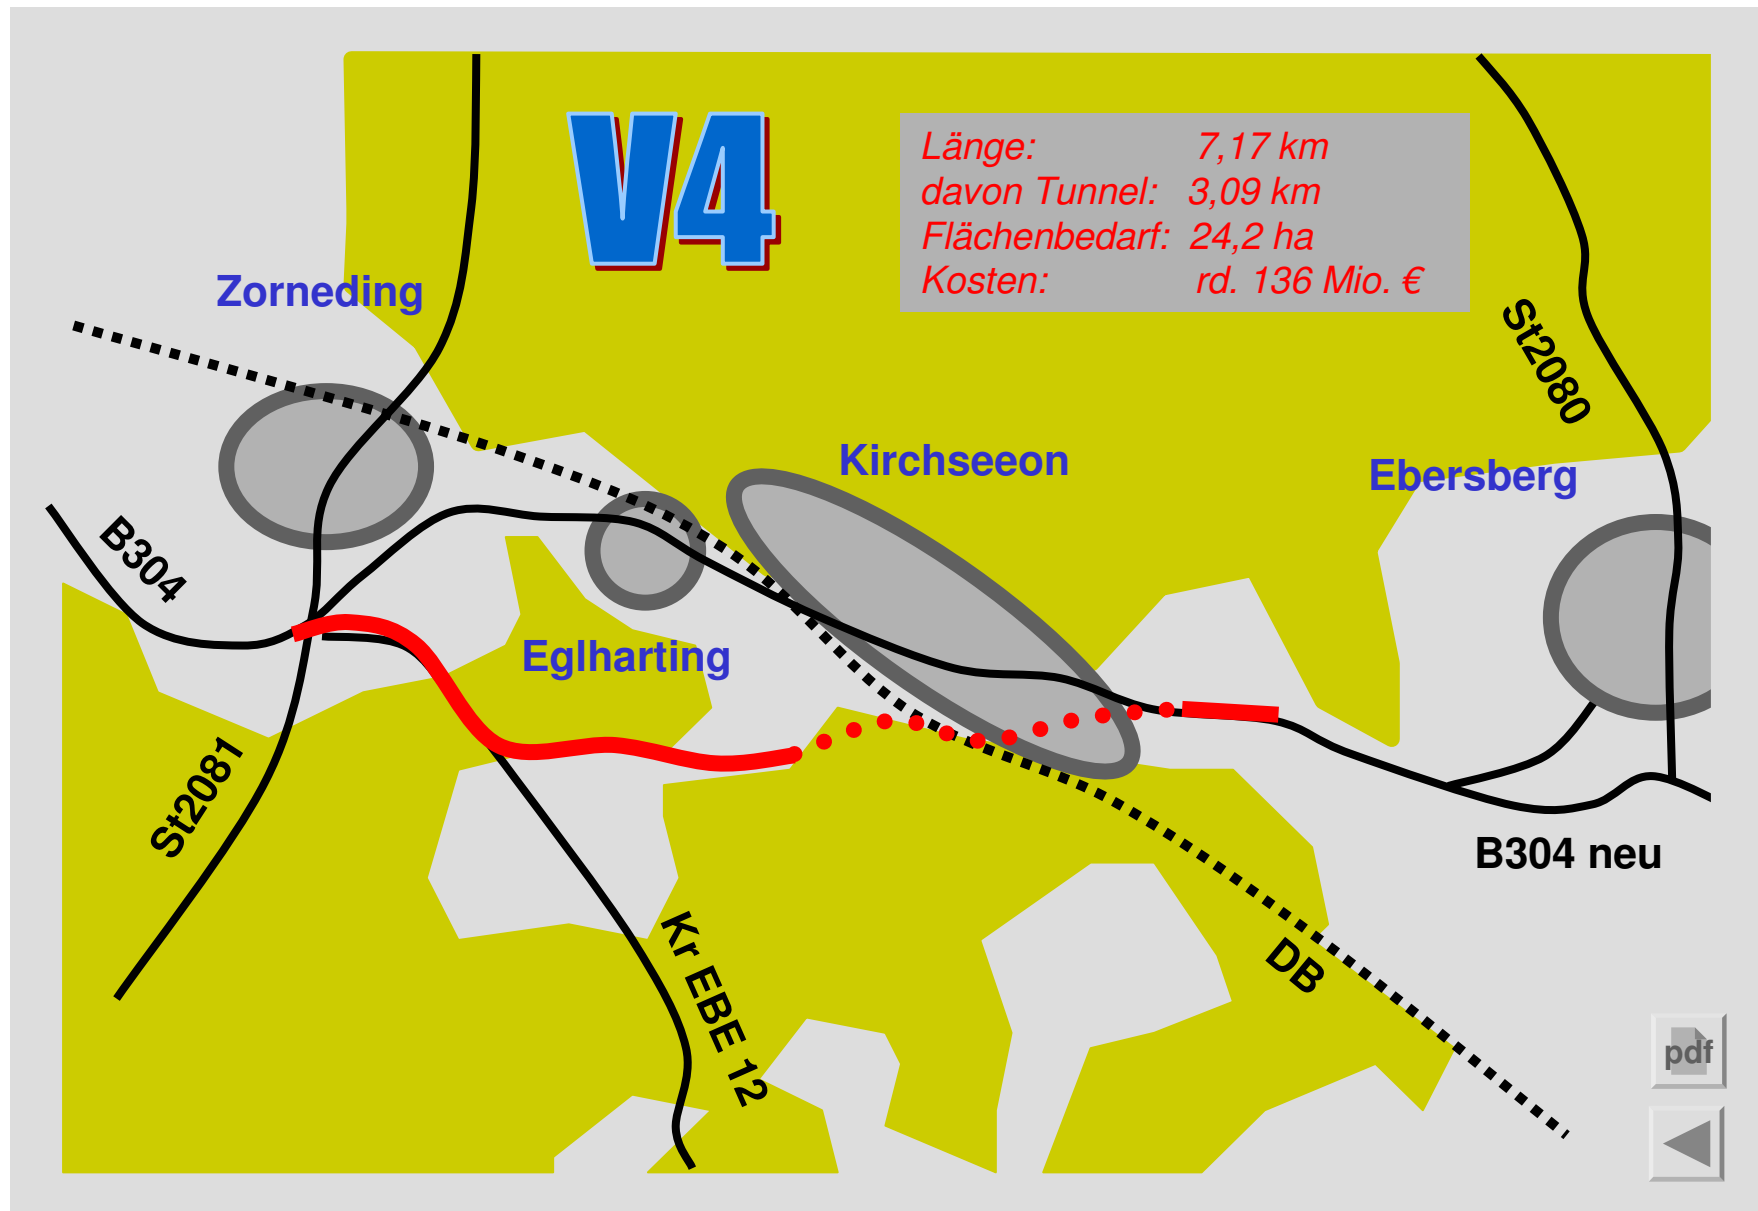 V4
Länge: 7,17 km
davon Tunnel: 3,09 km
Flächenbedarf: 24,2 ha
Kosten: rd. 136 Mio. €
Zorneding
St2080
Kirchseeon
Ebersberg
B304
Eglharting
St2081
B304 neu
Kr EBE 12
DB
pdf